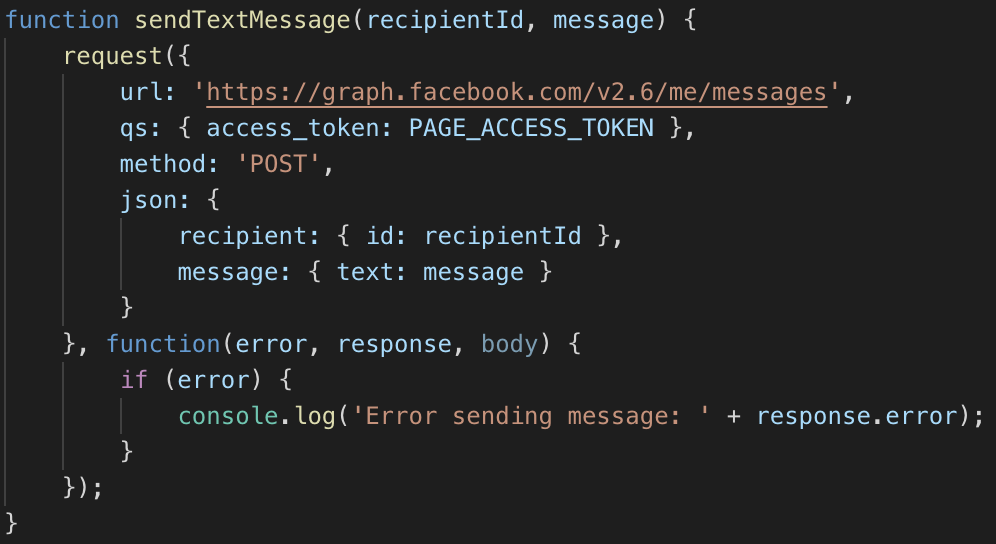 function sendTextMessage(recipientId, message) {
    request({
        url: 'https://graph.facebook.com/v2.6/me/messages',
        qs: { access_token: PAGE_ACCESS_TOKEN },
        method: 'POST',
        json: {
            recipient: { id: recipientId },
            message: { text: message }
        }
    }, function(error, response, body) {
        if (error) {
            console.log('Error sending message: ' + response.error);
        }
    });
}